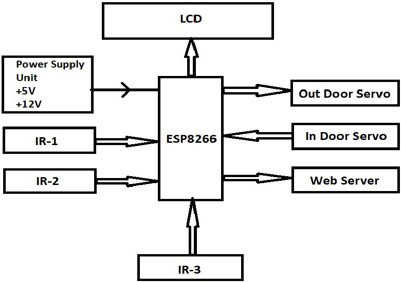 LCD
Power Supply
Unit
+5V
+12V
ESP8266
Out Door Servo
IR-1
In Door Servo
IR-2
Web Server
IR-3